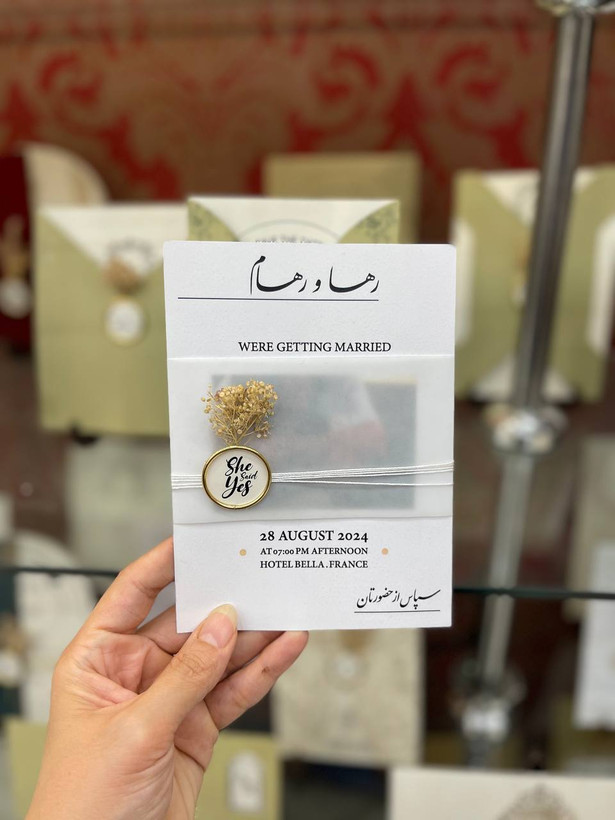 رها و رهام
WERE GETTING MARRIED
She
Said
Yes
28 AUGUST 2024
AT 07:00 PM AFTERNOON
HOTEL BELLA . FRANCE
سپاس از حضورتان